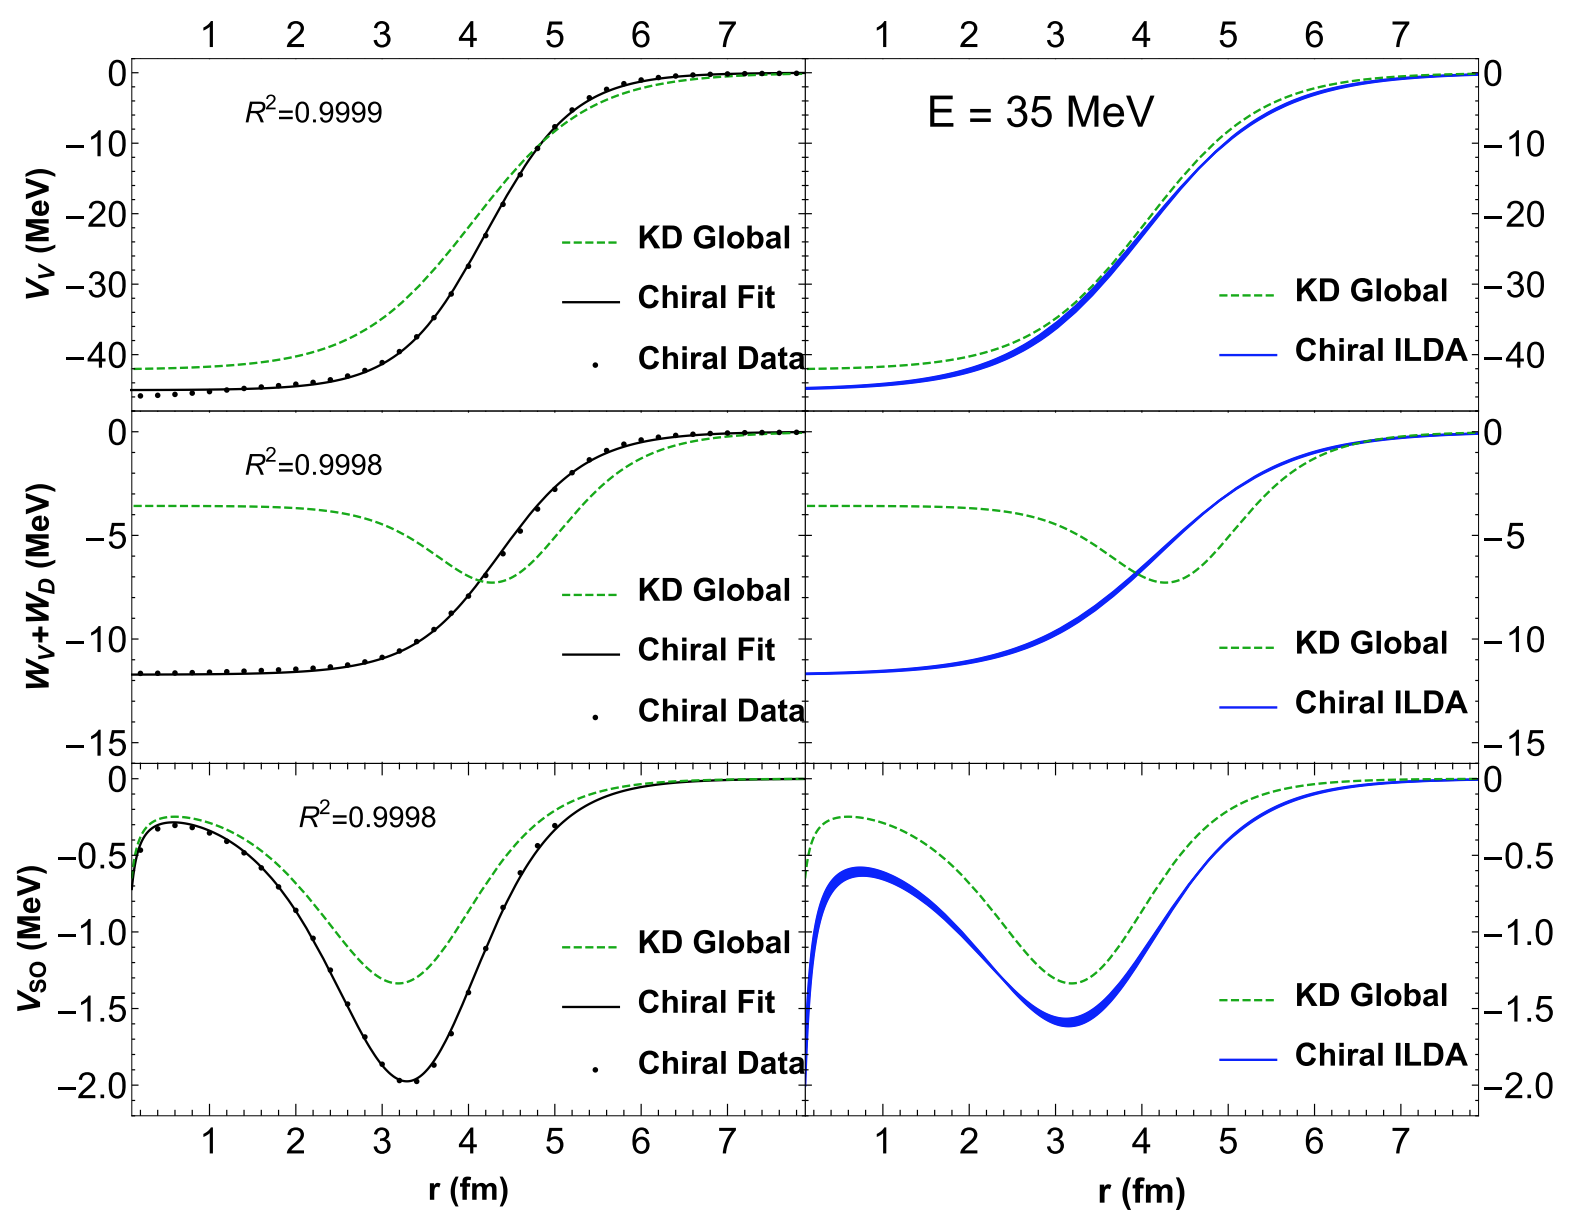 1 2 3 4 5 6 7 1 2 3 4 5 6 7
V_V (MeV)
0
−10
−20
−30
−40
R²=0.9999
KD Global
Chiral Fit
Chiral Data
E = 35 MeV
KD Global
Chiral ILDA
0
−10
−20
−30
−40
W_V+W_D (MeV)
0
−5
−10
−15
R²=0.9998
KD Global
Chiral Fit
Chiral Data
KD Global
Chiral ILDA
0
−5
−10
−15
V_SO (MeV)
0
−0.5
−1.0
−1.5
−2.0
R²=0.9998
KD Global
Chiral Fit
Chiral Data
KD Global
Chiral ILDA
0
−0.5
−1.0
−1.5
−2.0
1 2 3 4 5 6 7 1 2 3 4 5 6 7
r (fm) r (fm)